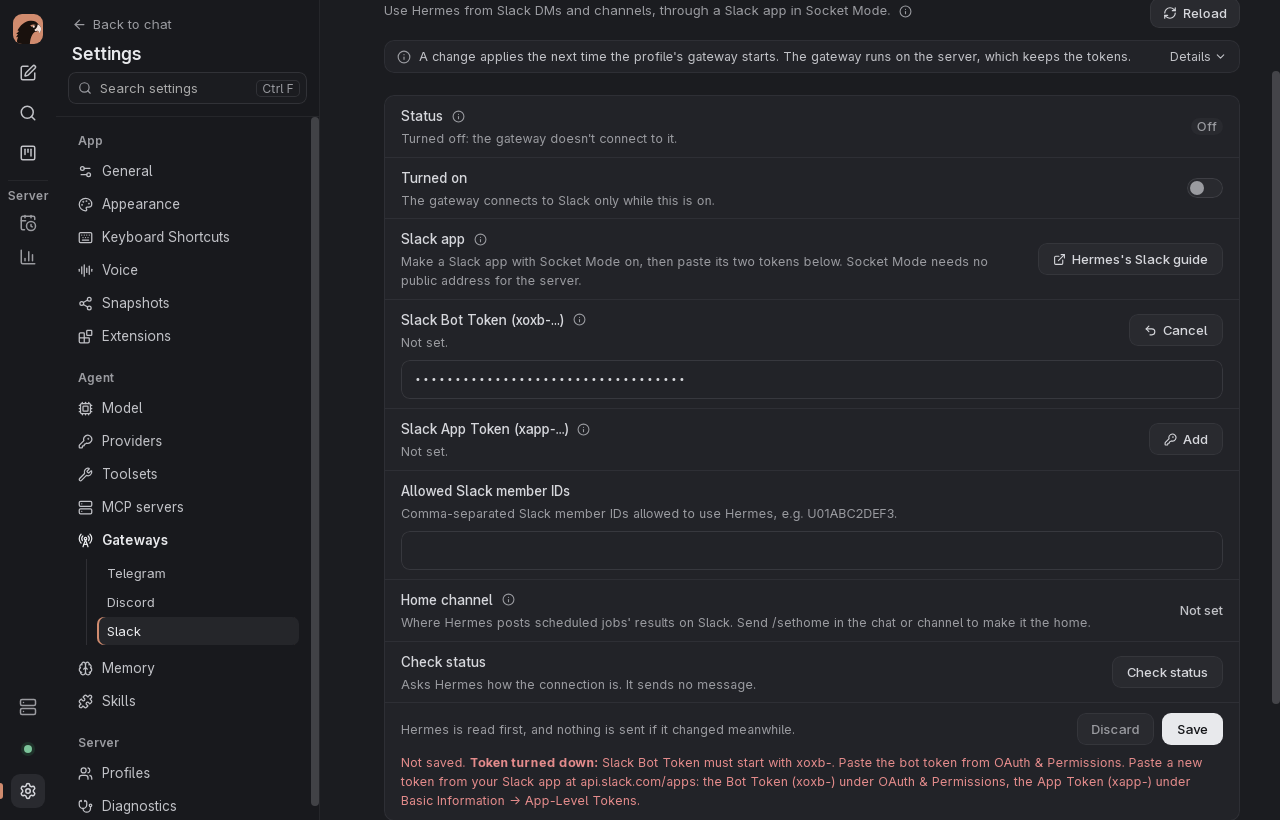 Back to chat
Settings
Search settings
Ctrl F
Server
App
General
Appearance
Keyboard Shortcuts
Voice
Snapshots
Extensions
Agent
Model
Providers
Toolsets
MCP servers
Gateways
Telegram
Discord
Slack
Memory
Skills
Server
Profiles
Diagnostics
Use Hermes from Slack DMs and channels, through a Slack app in Socket Mode.
Reload
A change applies the next time the profile's gateway starts. The gateway runs on the server, which keeps the tokens.
Details
Status
Turned off: the gateway doesn't connect to it.
Off
Turned on
The gateway connects to Slack only while this is on.
Slack app
Make a Slack app with Socket Mode on, then paste its two tokens below. Socket Mode needs no
public address for the server.
Hermes's Slack guide
Slack Bot Token (xoxb-...)
Not set.
Cancel
••••••••••••••••••••••••••••••••••
Slack App Token (xapp-...)
Not set.
Add
Allowed Slack member IDs
Comma-separated Slack member IDs allowed to use Hermes, e.g. U01ABC2DEF3.
Home channel
Where Hermes posts scheduled jobs' results on Slack. Send /sethome in the chat or channel to make it the home.
Not set
Check status
Asks Hermes how the connection is. It sends no message.
Check status
Hermes is read first, and nothing is sent if it changed meanwhile.
Discard
Save
Not saved. Token turned down: Slack Bot Token must start with xoxb-. Paste the bot token from OAuth & Permissions. Paste a new
token from your Slack app at api.slack.com/apps: the Bot Token (xoxb-) under OAuth & Permissions, the App Token (xapp-) under
Basic Information → App-Level Tokens.